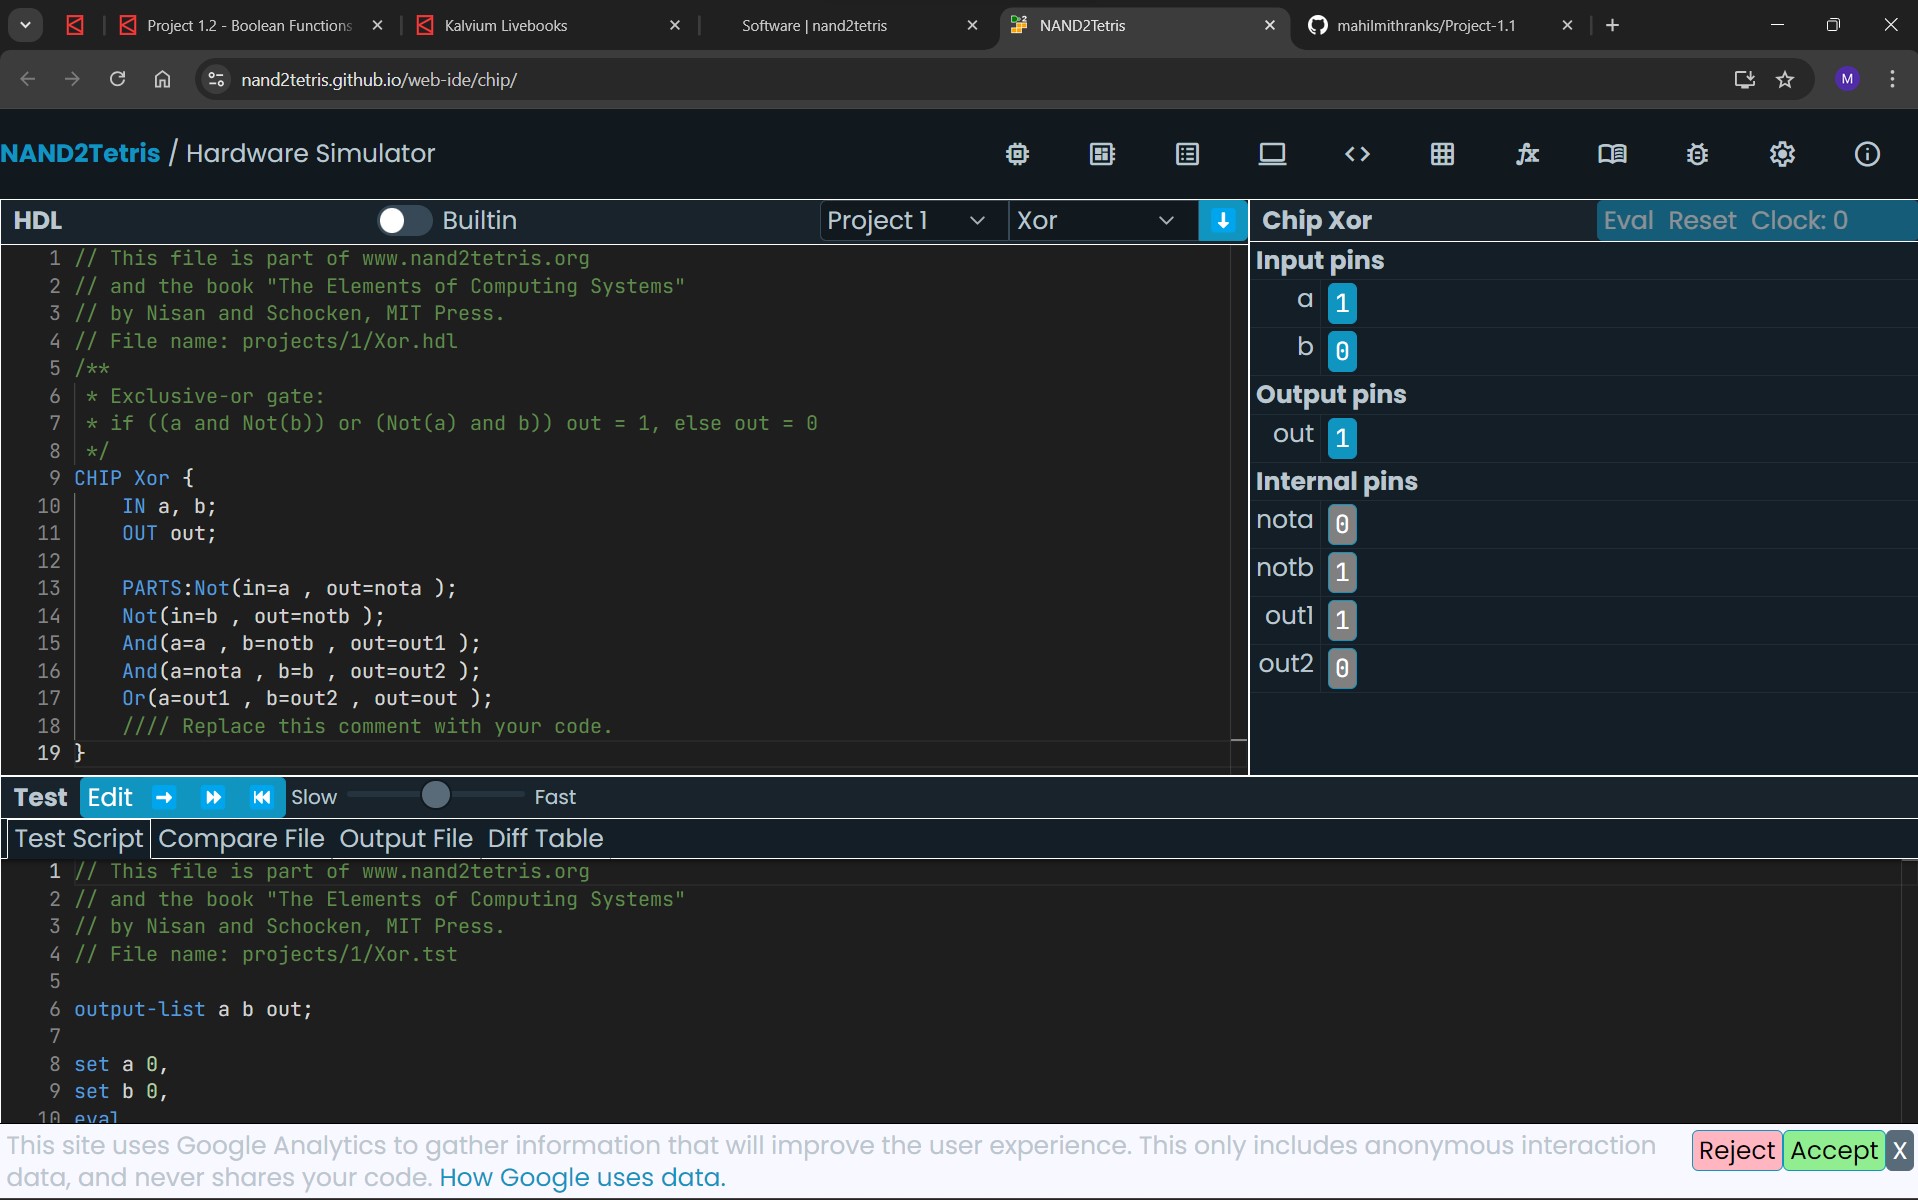 Project 1.2 - Boolean Functions
Kalvium Livebooks
Software | nand2tetris
NAND2Tetris
mahilmithranks/Project-1.1
nand2tetris.github.io/web-ide/chip/
M
NAND2Tetris / Hardware Simulator
HDL Builtin Project 1 Xor
1 // This file is part of www.nand2tetris.org
2 // and the book "The Elements of Computing Systems"
3 // by Nisan and Schocken, MIT Press.
4 // File name: projects/1/Xor.hdl
5 /**
6 * Exclusive-or gate:
7 * if ((a and Not(b)) or (Not(a) and b)) out = 1, else out = 0
8 */
9 CHIP Xor {
10 IN a, b;
11 OUT out;
12
13 PARTS:Not(in=a , out=nota );
14 Not(in=b , out=notb );
15 And(a=a , b=notb , out=out1 );
16 And(a=nota , b=b , out=out2 );
17 Or(a=out1 , b=out2 , out=out );
18 //// Replace this comment with your code.
19 }
Chip Xor Eval Reset Clock: 0
Input pins
a 1
b 0
Output pins
out 1
Internal pins
nota 0
notb 1
out1 1
out2 0
Test Edit Slow Fast
Test Script Compare File Output File Diff Table
1 // This file is part of www.nand2tetris.org
2 // and the book "The Elements of Computing Systems"
3 // by Nisan and Schocken, MIT Press.
4 // File name: projects/1/Xor.tst
5
6 output-list a b out;
7
8 set a 0,
9 set b 0,
10 eval
This site uses Google Analytics to gather information that will improve the user experience. This only includes anonymous interaction
data, and never shares your code. How Google uses data.
Reject Accept X